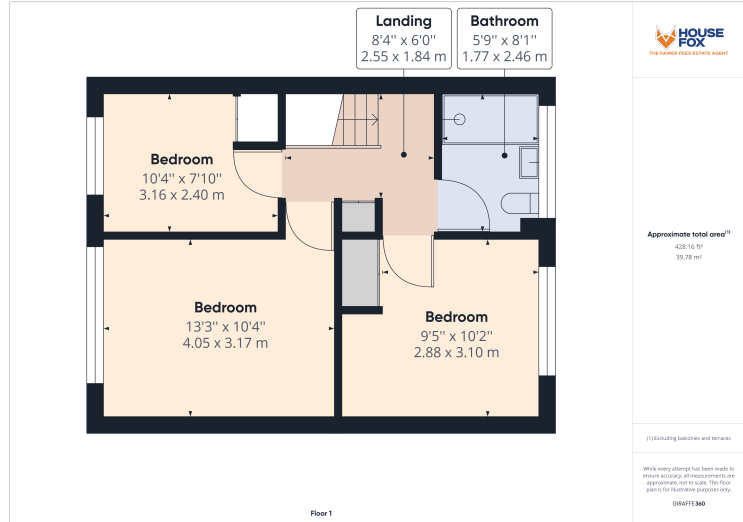 Landing
8'4" x 6'0"
2.55 x 1.84 m
Bathroom
5'9" x 8'1"
1.77 x 2.46 m
Bedroom
10'4" x 7'10"
3.16 x 2.40 m
Bedroom
13'3" x 10'4"
4.05 x 3.17 m
Bedroom
9'5" x 10'2"
2.88 x 3.10 m
Floor 1
HOUSE
FOX
THE FAIRER FEES ESTATE AGENT
Approximate total area(1)
428.16 ft²
39.78 m²
(1) Excluding balconies and terraces
While every attempt has been made to
ensure accuracy, all measurements are
approximate, not to scale. This floor
plan is for illustrative purposes only.
GIRAFFE360